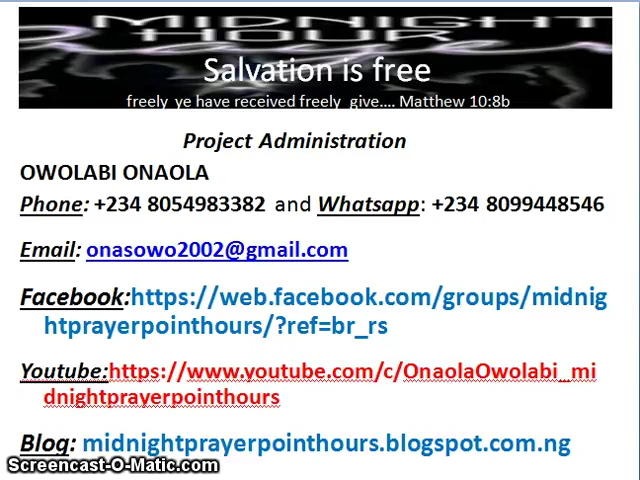 MIDNIGHT
HOUR
Salvation is free
freely ye have received freely give.... Matthew 10:8b
Project Administration
OWOLABI ONAOLA
Phone: +234 8054983382 and Whatsapp: +234 8099448546
Email: onasowo2002@gmail.com
Facebook:https://web.facebook.com/groups/midnig
htprayerpointhours/?ref=br_rs
Youtube:https://www.youtube.com/c/OnaolaOwolabi_mi
dnightprayerpointhours
Blog: midnightprayerpointhours.blogspot.com.ng
Screencast-O-Matic.com